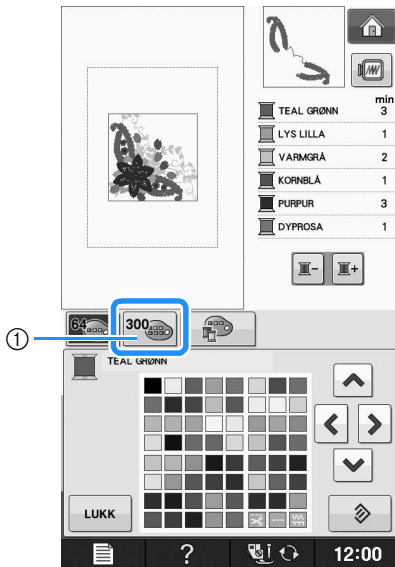 min
TEAL GRØNN 3
LYS LILLA 1
VARMGRÅ 2
KORNBLÅ 1
PURPUR 3
DYPROSA 1
- +
64 300
①
TEAL GRØNN
LUKK
? 12:00